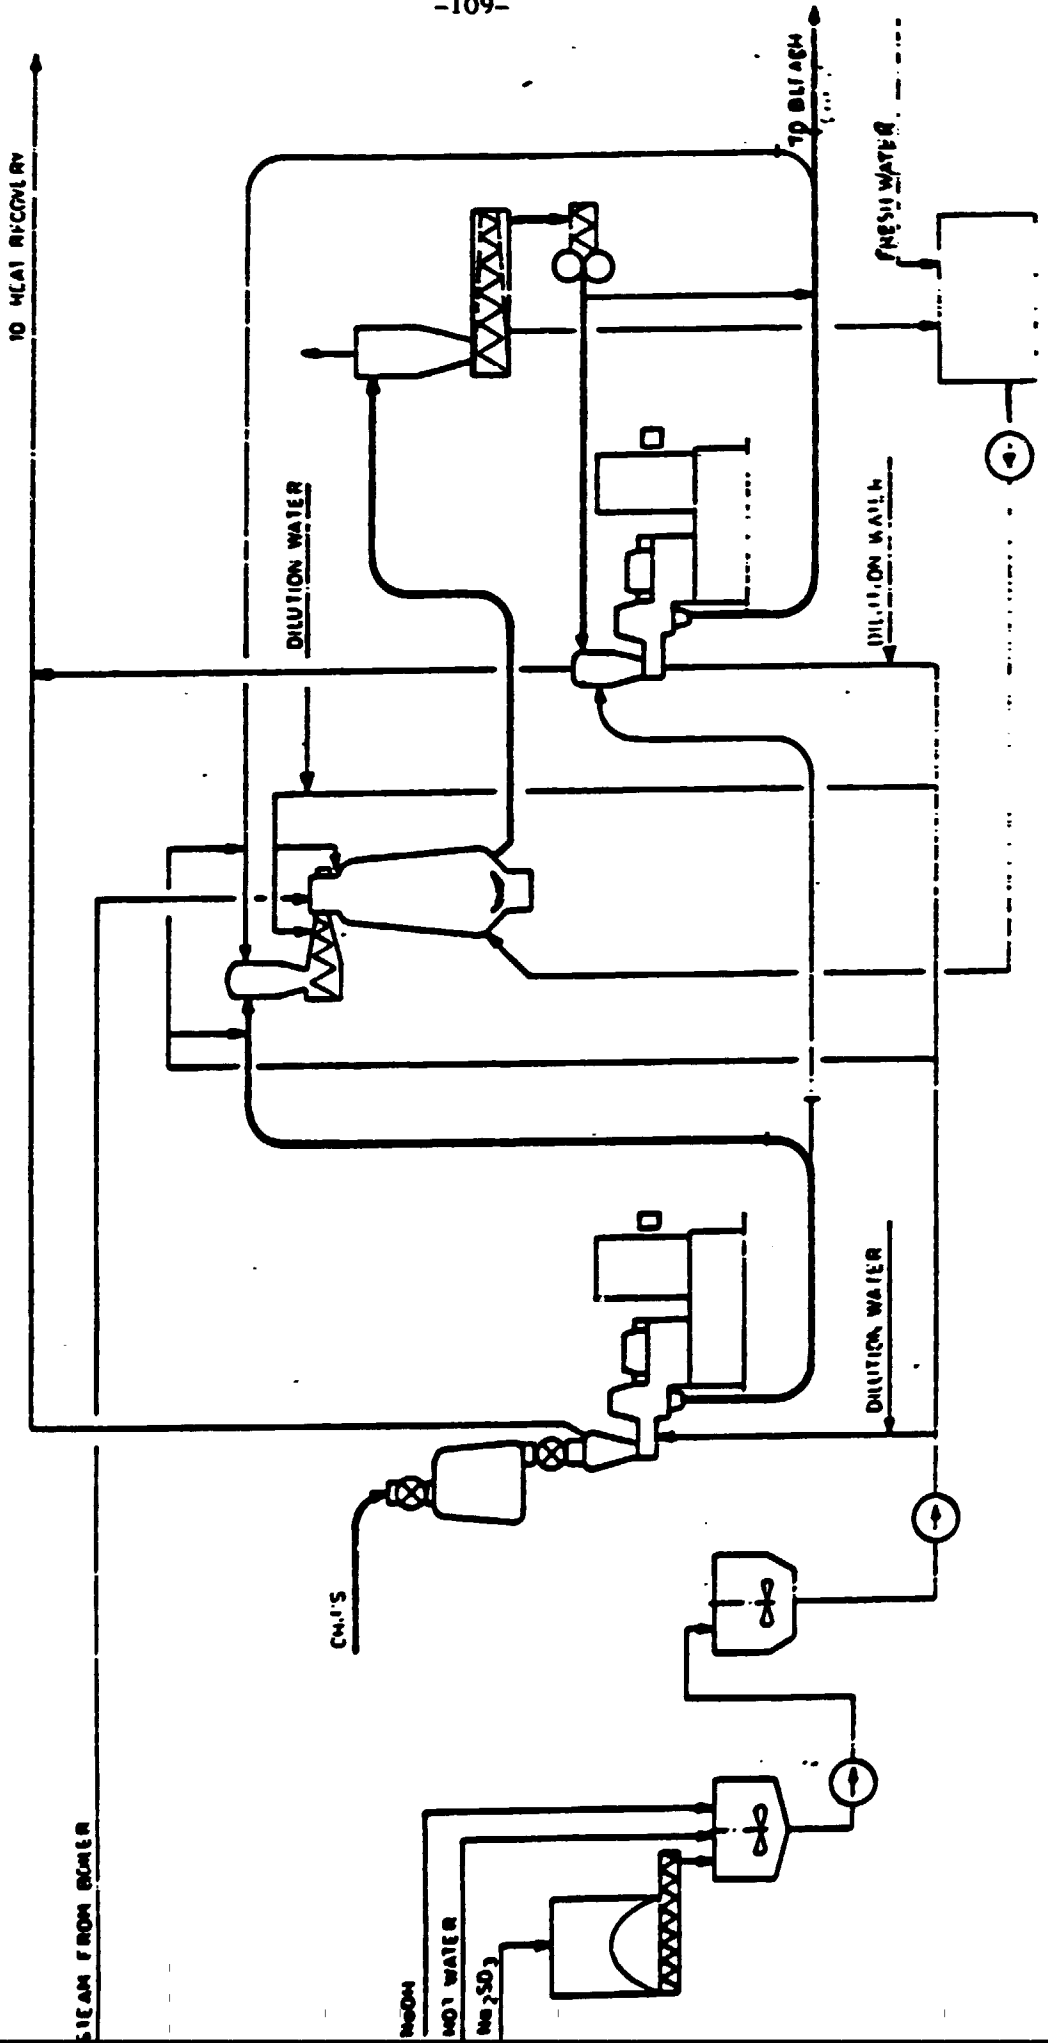 -109-
TO HEAT RECOVERY
TO BLEACH
FRESH WATER
DILUTION WATER
DILUTION WATER
DILUTION WATER
CHIPS
STEAM FROM BOILER
NaOH
HOT WATER
Na₂SO₃